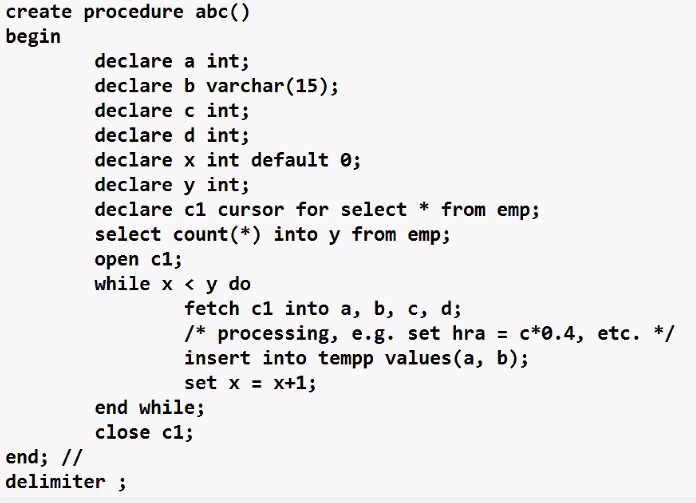 create procedure abc()
begin
declare a int;
declare b varchar(15);
declare c int;
declare d int;
declare x int default 0;
declare y int;
declare c1 cursor for select * from emp;
select count(*) into y from emp;
open c1;
while x < y do
fetch c1 into a, b, c, d;
/* processing, e.g. set hra = c*0.4, etc. */
insert into tempp values(a, b);
set x = x+1;
end while;
close c1;
end; //
delimiter ;